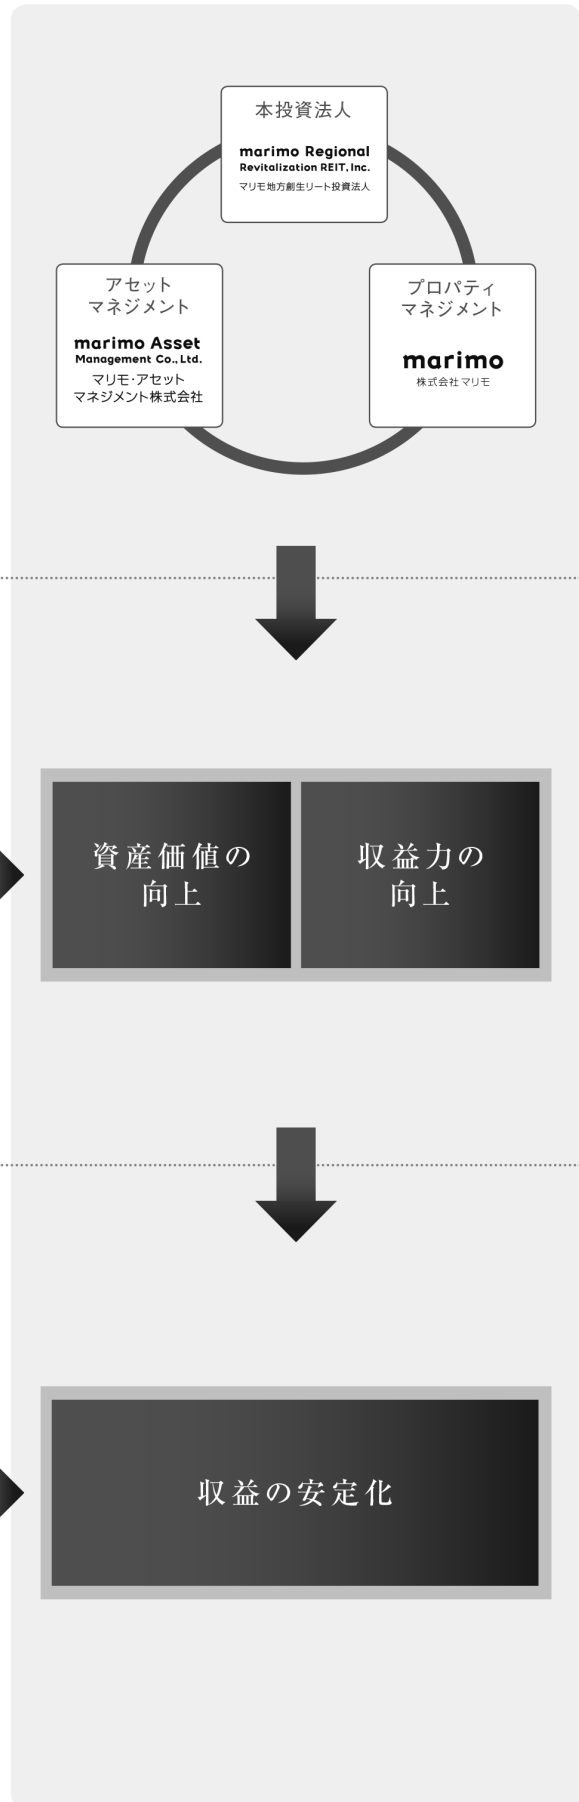 本投資法人
marimo Regional
Revitalization REIT, Inc.
マリモ地方創生リート投資法人
アセット
マネジメント
marimo Asset
Management Co., Ltd.
マリモ・アセット
マネジメント株式会社
プロパティ
マネジメント
marimo
株式会社マリモ
資産価値の
向上
収益力の
向上
収益の安定化